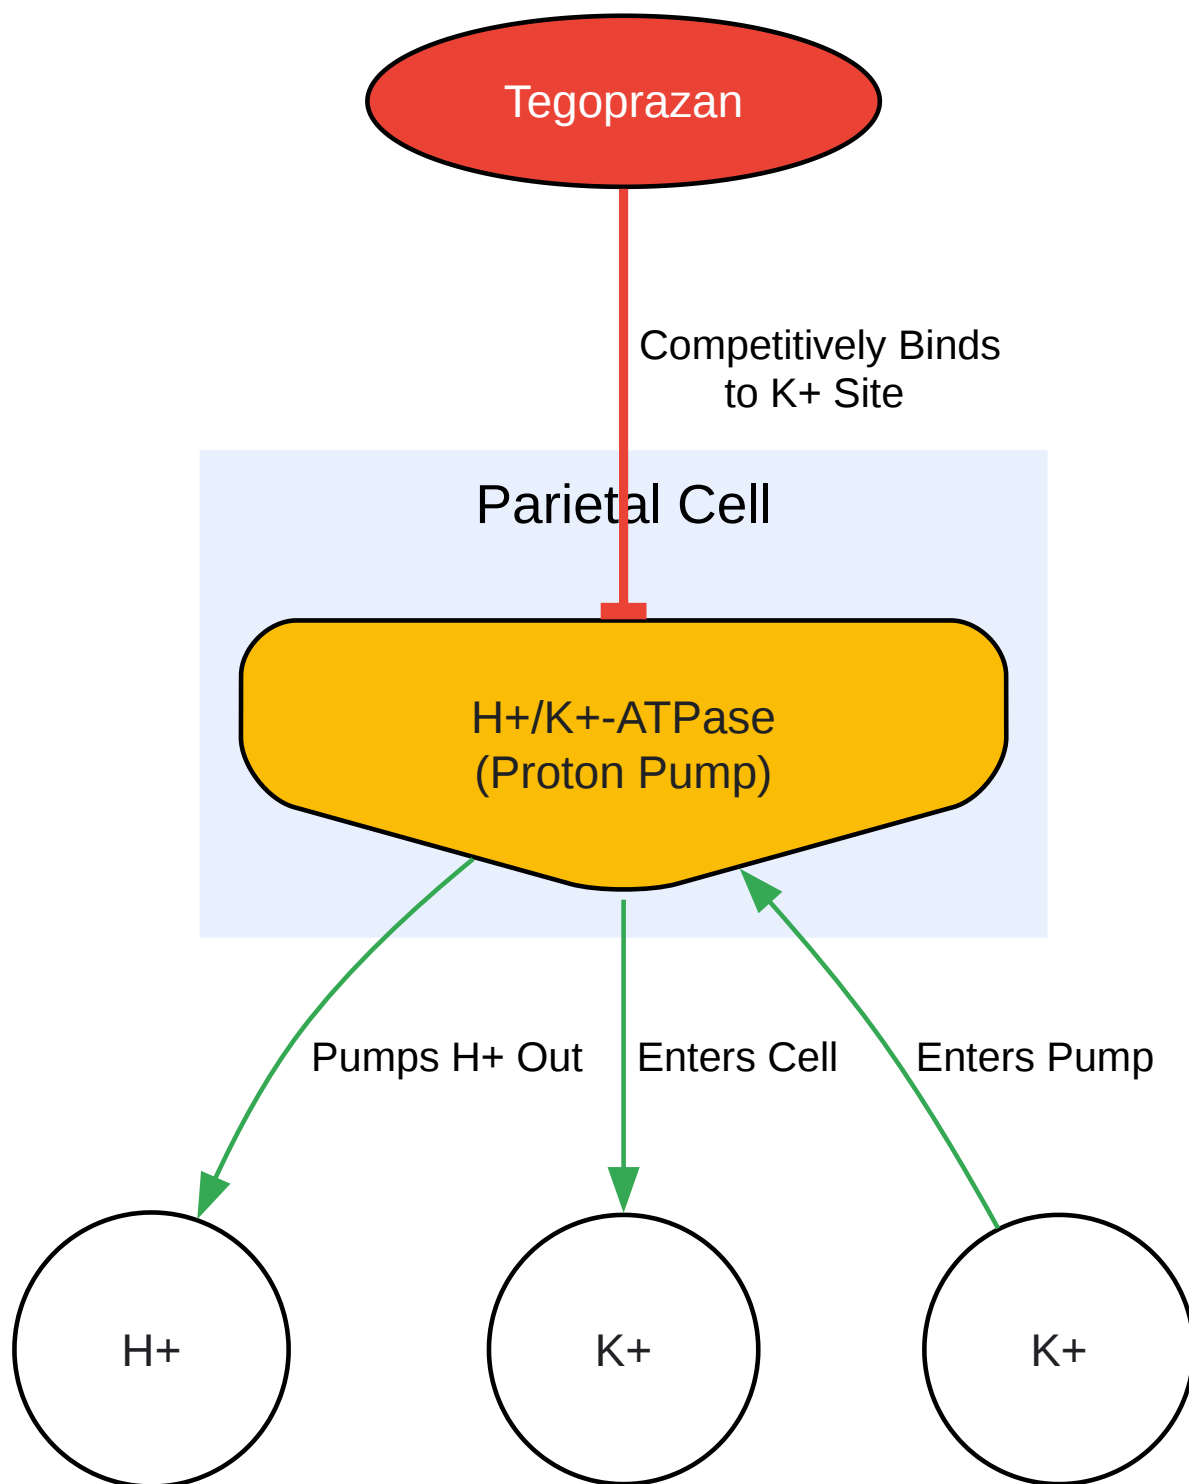 Tegoprazan
Competitively Binds
to K+ Site
Parietal Cell
H+/K+-ATPase
(Proton Pump)
Pumps H+ Out
Enters Cell
Enters Pump
H+
K+
K+